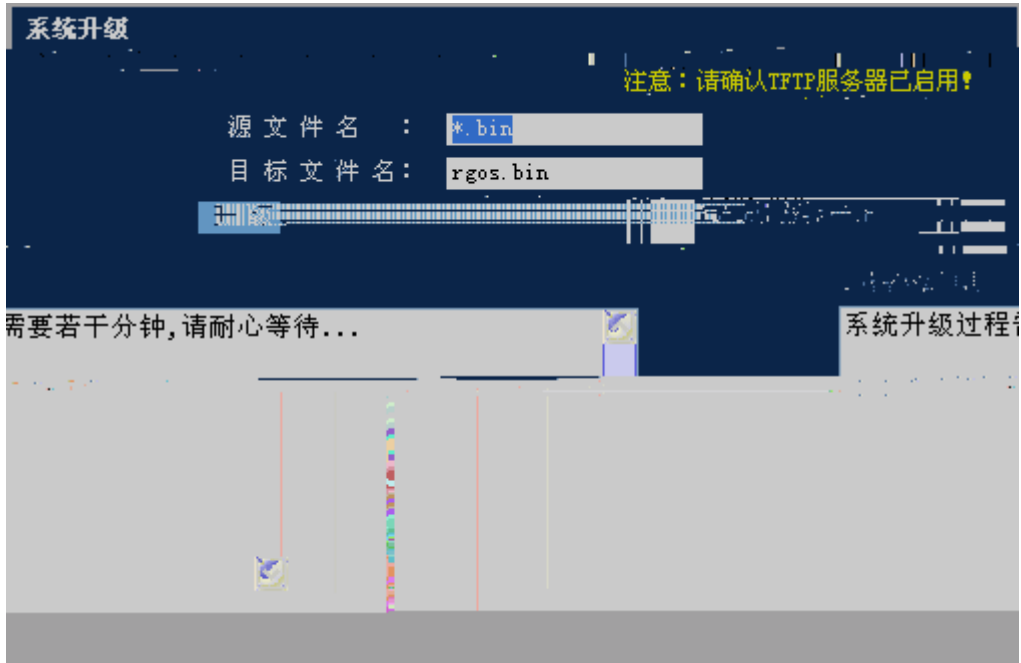 系统升级
注意：请确认TFTP服务器已启用！
源文件名 ：
*.bin
目标文件名：
rgos.bin
升级
需要若干分钟,请耐心等待...
系统升级过程